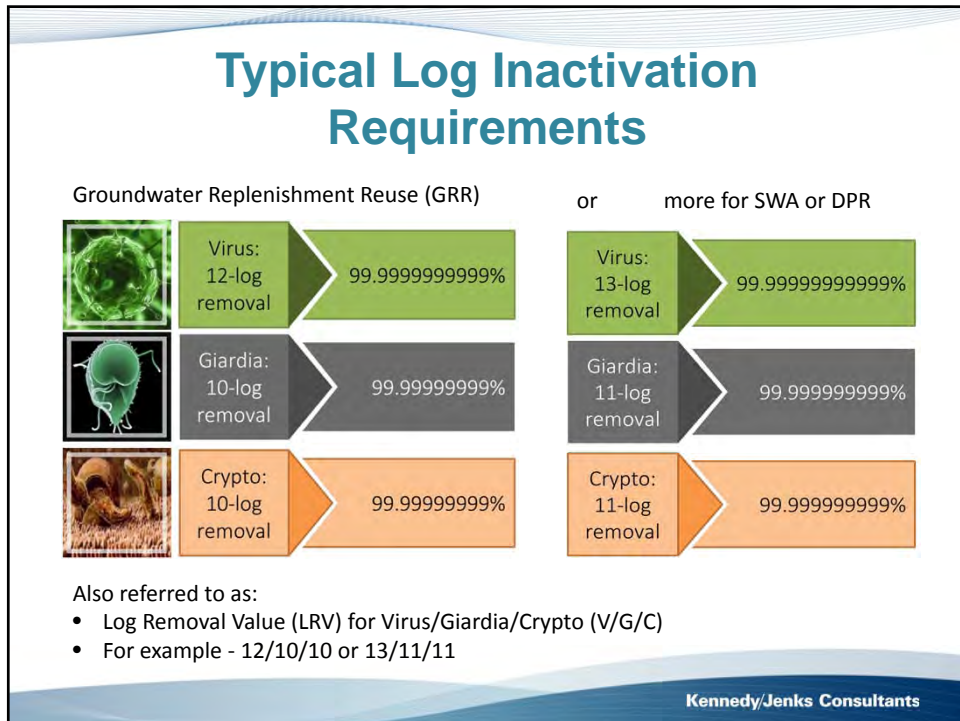 Typical Log Inactivation
Requirements
Groundwater Replenishment Reuse (GRR)
or more for SWA or DPR
Virus:
12-log
removal
99.9999999999%
Giardia:
10-log
removal
99.99999999%
Crypto:
10-log
removal
99.99999999%
Virus:
13-log
removal
99.99999999999%
Giardia:
11-log
removal
99.999999999%
Crypto:
11-log
removal
99.999999999%
Also referred to as:
• Log Removal Value (LRV) for Virus/Giardia/Crypto (V/G/C)
• For example - 12/10/10 or 13/11/11
Kennedy/Jenks Consultants